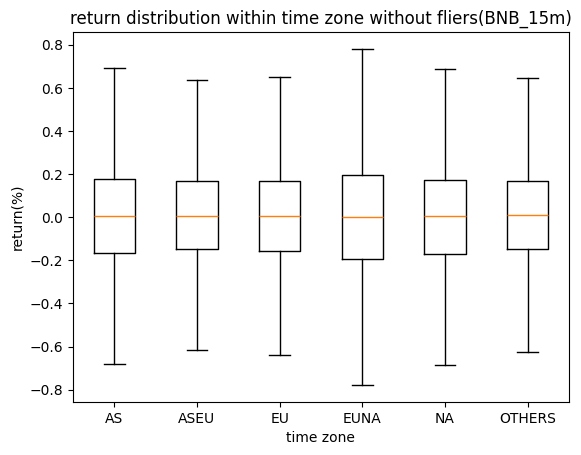 return distribution within time zone without fliers(BNB_15m)
0.8
0.6
0.4
0.2
0.0
−0.2
−0.4
−0.6
−0.8
return(%)
AS ASEU EU EUNA NA OTHERS
time zone